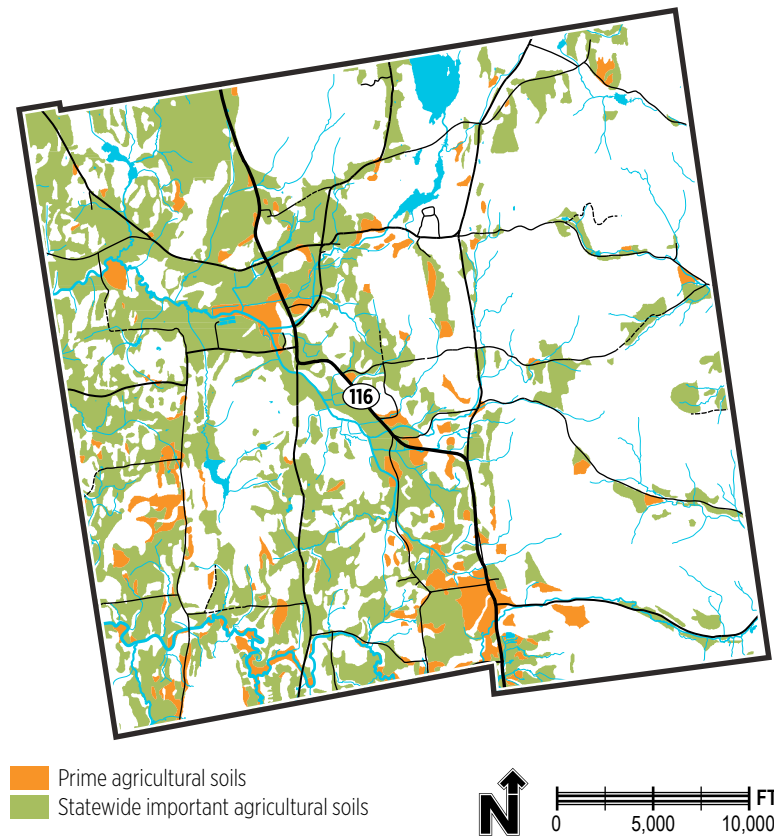 116
Prime agricultural soils
Statewide important agricultural soils
N
FT
0 5,000 10,000